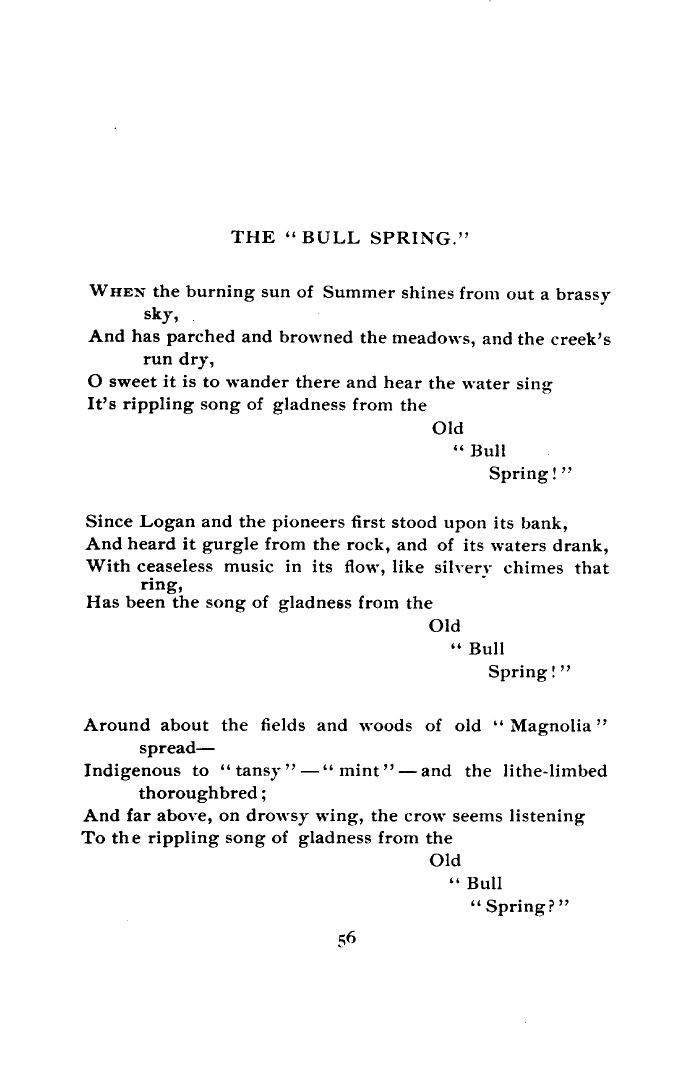 THE “BULL SPRING.”
WHEN the burning sun of Summer shines from out a brassy
sky,
And has parched and browned the meadows, and the creek’s
run dry,
O sweet it is to wander there and hear the water sing
It’s rippling song of gladness from the
Old
“Bull
Spring!”
Since Logan and the pioneers first stood upon its bank,
And heard it gurgle from the rock, and of its waters drank,
With ceaseless music in its flow, like silvery chimes that
ring,
Has been the song of gladness from the
Old
“Bull
Spring!”
Around about the fields and woods of old “Magnolia”
spread—
Indigenous to “tansy”—“mint”—and the lithe-limbed
thoroughbred;
And far above, on drowsy wing, the crow seems listening
To the rippling song of gladness from the
Old
“Bull
“Spring?”
56